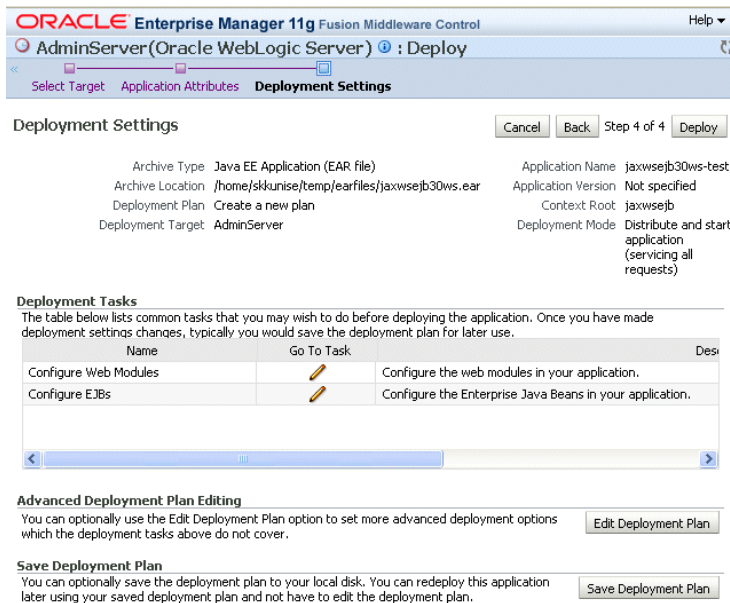 ORACLE Enterprise Manager 11g Fusion Middleware Control
Help
AdminServer(Oracle WebLogic Server) : Deploy
Select Target Application Attributes Deployment Settings
Deployment Settings
Cancel Back Step 4 of 4 Deploy
Archive Type Java EE Application (EAR file)
Archive Location /home/skkunise/temp/earfiles/jaxwsejb30ws.ear
Deployment Plan Create a new plan
Deployment Target AdminServer
Application Name jaxwsejb30ws-test
Application Version Not specified
Context Root jaxwsejb
Deployment Mode Distribute and start
application
(servicing all
requests)
Deployment Tasks
The table below lists common tasks that you may wish to do before deploying the application. Once you have made
deployment settings changes, typically you would save the deployment plan for later use.
Name Go To Task Des
Configure Web Modules Configure the web modules in your application.
Configure EJBs Configure the Enterprise Java Beans in your application.
Advanced Deployment Plan Editing
You can optionally use the Edit Deployment Plan option to set more advanced deployment options
which the deployment tasks above do not cover.
Edit Deployment Plan
Save Deployment Plan
You can optionally save the deployment plan to your local disk. You can redeploy this application
later using your saved deployment plan and not have to edit the deployment plan.
Save Deployment Plan